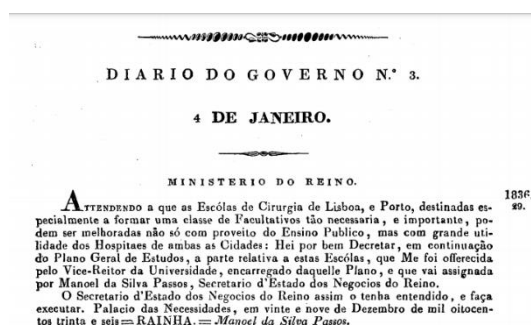 DIARIO DO GOVERNO N.º 3.
4 DE JANEIRO.
MINISTERIO DO REINO.
ATTENDENDO a que as Escólas de Cirurgia de Lisboa, e Porto, destinadas es-
pecialmente a formar uma classe de Facultativos tão necessaria, e importante, po-
dem ser melhoradas não só com proveito do Ensino Publico, mas com grande uti-
lidade dos Hospitaes de ambas as Cidades: Hei por bem Decretar, em continuação
do Plano Geral de Estudos, a parte relativa a estas Escólas, que Me foi offerecida
pelo Vice-Reitor da Universidade, encarregado daquelle Plano, e que vai assignada
por Manoel da Silva Passos, Secretario d'Estado dos Negocios do Reino.
O Secretario d'Estado dos Negocios do Reino assim o tenha entendido, e faça
executar. Palacio das Necessidades, em vinte e nove de Dezembro de mil oitocen-
tos trinta e seis = RAINHA. = Manoel da Silva Passos.
1836
29.